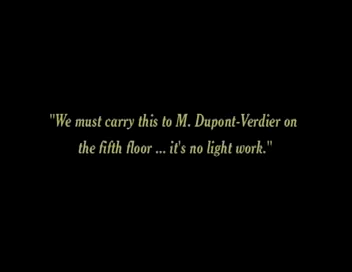 "We must carry this to M. Dupont-Verdier on
the fifth floor ... it's no light work."